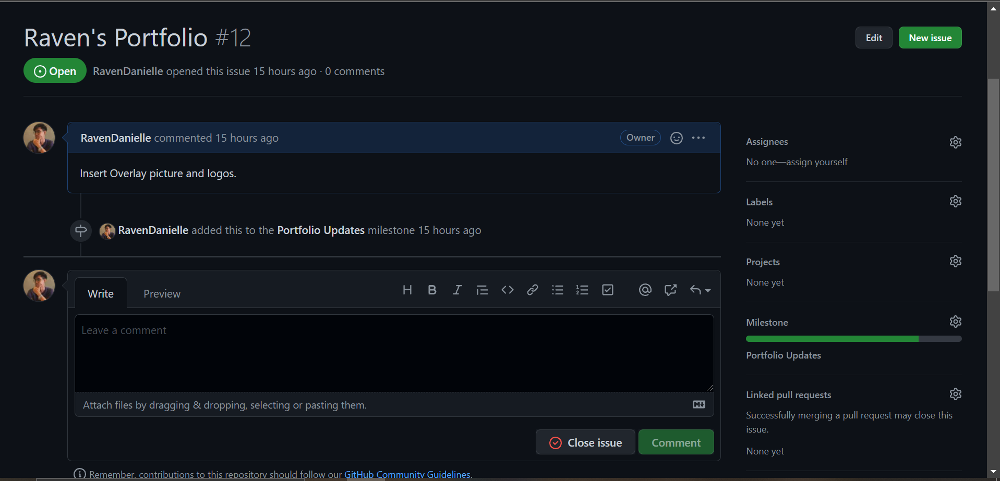 Raven's Portfolio #12
Edit
New issue
Open
RavenDanielle opened this issue 15 hours ago · 0 comments
RavenDanielle commented 15 hours ago
Owner
Insert Overlay picture and logos.
RavenDanielle added this to the Portfolio Updates milestone 15 hours ago
Write
Preview
Leave a comment
Attach files by dragging & dropping, selecting or pasting them.
Close issue
Comment
Remember, contributions to this repository should follow our GitHub Community Guidelines.
Assignees
No one—assign yourself
Labels
None yet
Projects
None yet
Milestone
Portfolio Updates
Linked pull requests
Successfully merging a pull request may close this
issue.
None yet